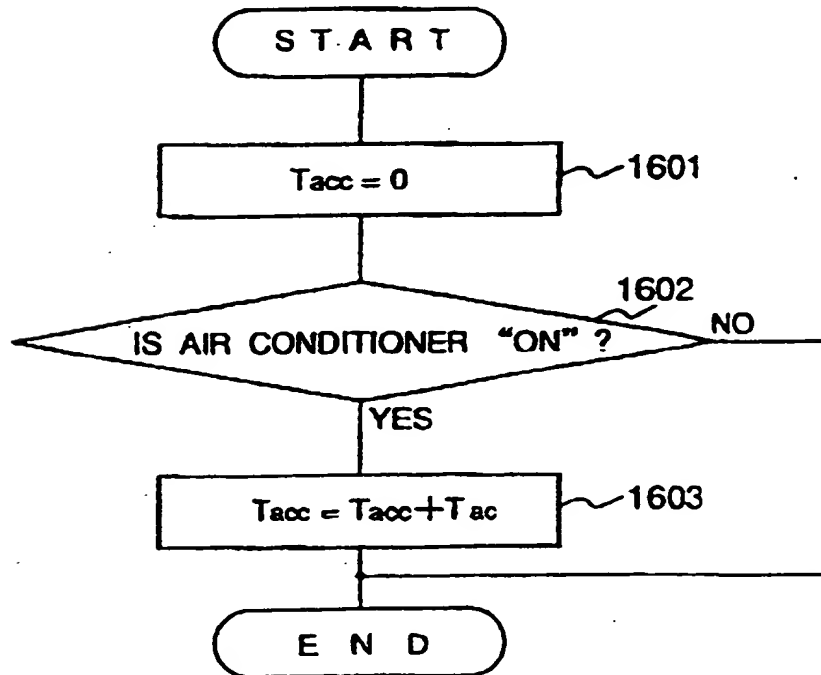 START
Tacc = 0
1601
1602
IS AIR CONDITIONER "ON" ?
NO
YES
Tacc = Tacc+Tac
1603
END